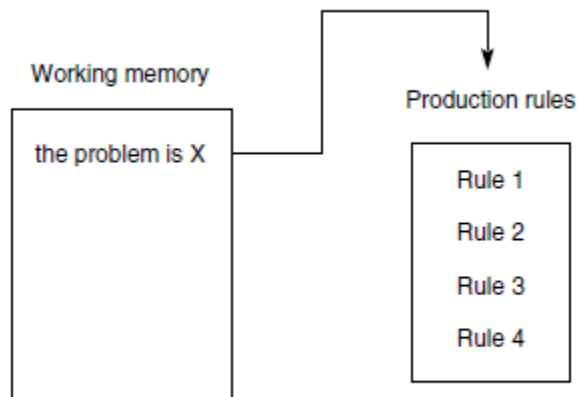 Working memory
the problem is X
Production rules
Rule 1
Rule 2
Rule 3
Rule 4